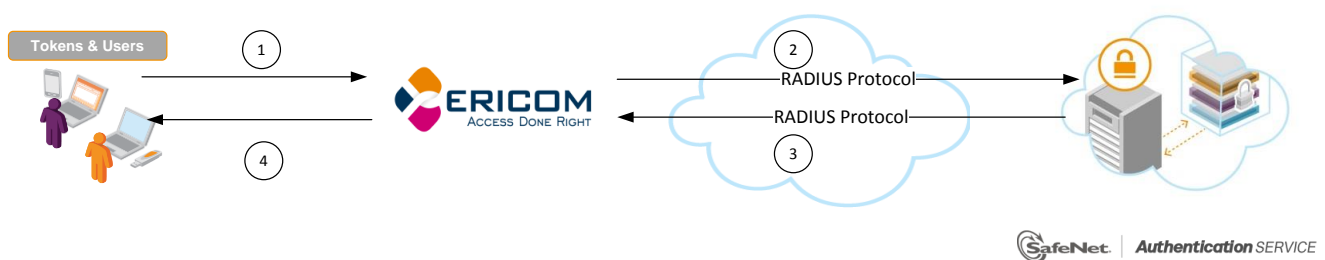 Tokens & Users
1
2
RADIUS Protocol
ERICOM
ACCESS DONE RIGHT
RADIUS Protocol
4
3
SafeNet.
Authentication SERVICE